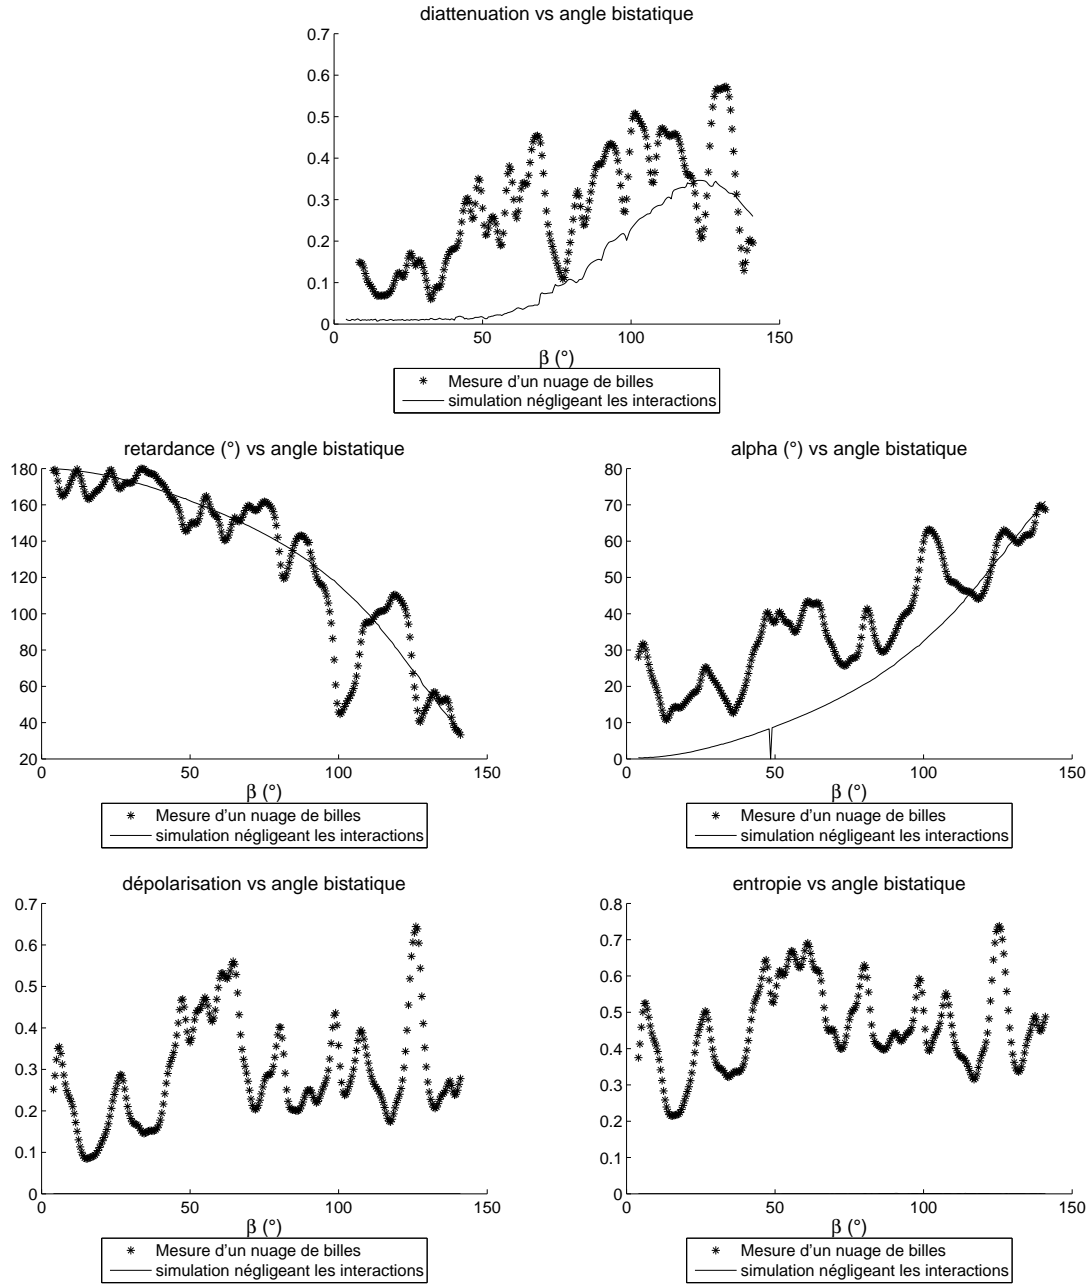 diattenuation vs angle bistatique
0.7
0.6
0.5
0.4
0.3
0.2
0.1
0
0 50 100 150
β (°)
Mesure d'un nuage de billes
simulation négligeant les interactions
retardance (°) vs angle bistatique
180
160
140
120
100
80
60
40
20
0 50 100 150
β (°)
Mesure d'un nuage de billes
simulation négligeant les interactions
alpha (°) vs angle bistatique
80
70
60
50
40
30
20
10
0
0 50 100 150
β (°)
Mesure d'un nuage de billes
simulation négligeant les interactions
dépolarisation vs angle bistatique
0.7
0.6
0.5
0.4
0.3
0.2
0.1
0
0 50 100 150
β (°)
Mesure d'un nuage de billes
simulation négligeant les interactions
entropie vs angle bistatique
0.8
0.7
0.6
0.5
0.4
0.3
0.2
0.1
0
0 50 100 150
β (°)
Mesure d'un nuage de billes
simulation négligeant les interactions